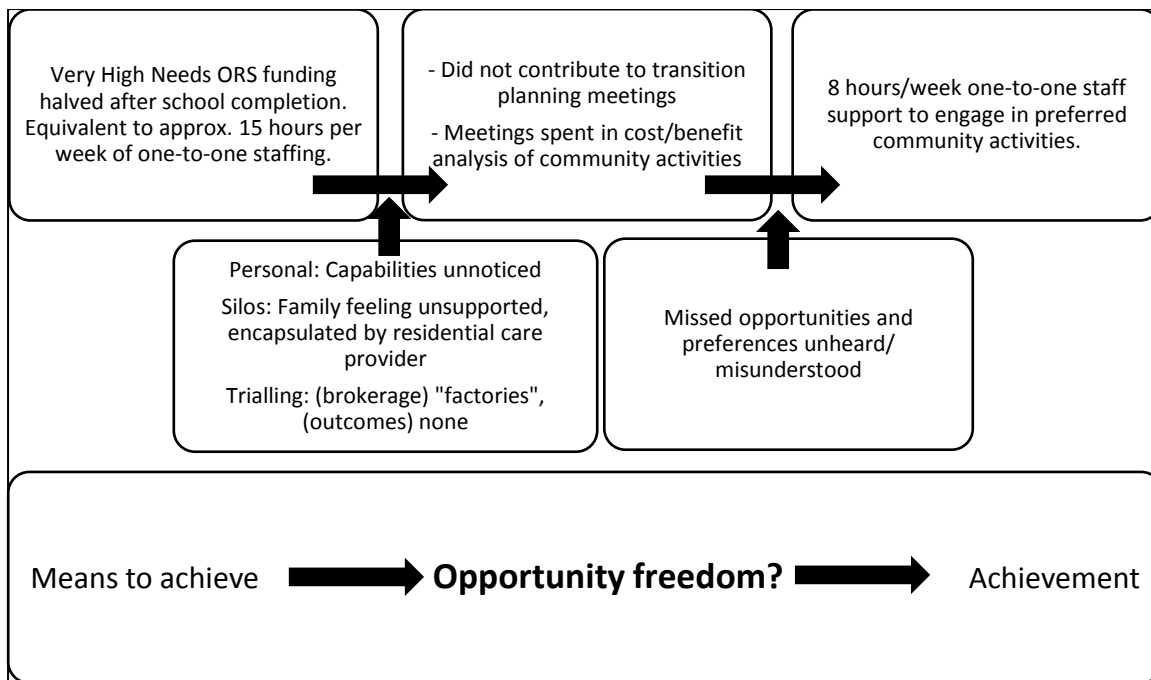 Very High Needs ORS funding
halved after school completion.
Equivalent to approx. 15 hours per
week of one-to-one staffing.
- Did not contribute to transition
planning meetings
- Meetings spent in cost/benefit
analysis of community activities
8 hours/week one-to-one staff
support to engage in preferred
community activities.
Personal: Capabilities unnoticed
Silos: Family feeling unsupported,
encapsulated by residential care
provider
Trialling: (brokerage) "factories",
(outcomes) none
Missed opportunities and
preferences unheard/
misunderstood
Means to achieve
Opportunity freedom?
Achievement